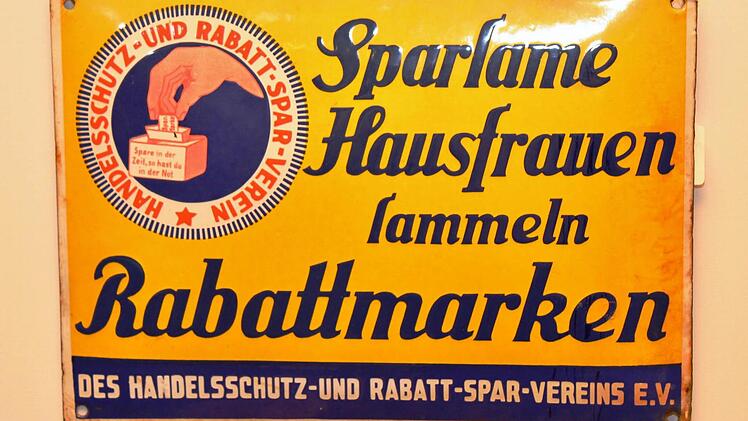 HANDELSSCHUTZ-UND RABATT-SPAR-VEREIN
Spare in der
Zeit, so hast du
in der Not
Sparſame
Hausfrauen
ſammeln
Rabattmarken
DES HANDELSSCHUTZ-UND RABATT-SPAR-VEREINS E.V.